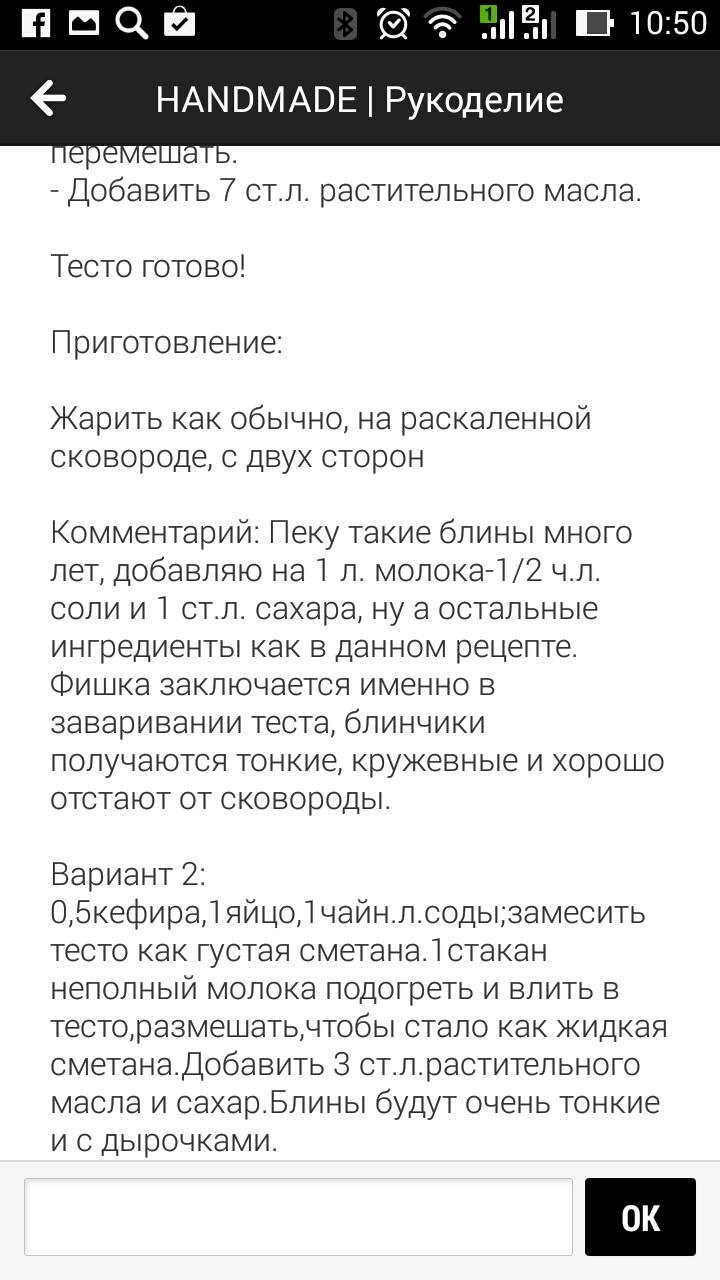 1 2 10:50
HANDMADE | Рукоделие
перемешать.
- Добавить 7 ст.л. растительного масла.
Тесто готово!
Приготовление:
Жарить как обычно, на раскаленной
сковороде, с двух сторон
Комментарий: Пеку такие блины много
лет, добавляю на 1 л. молока-1/2 ч.л.
соли и 1 ст.л. сахара, ну а остальные
ингредиенты как в данном рецепте.
Фишка заключается именно в
заваривании теста, блинчики
получаются тонкие, кружевные и хорошо
отстают от сковороды.
Вариант 2:
0,5кефира,1яйцо,1чайн.л.соды;замесить
тесто как густая сметана.1стакан
неполный молока подогреть и влить в
тесто,размешать,чтобы стало как жидкая
сметана.Добавить 3 ст.л.растительного
масла и сахар.Блины будут очень тонкие
и с дырочками.
OK